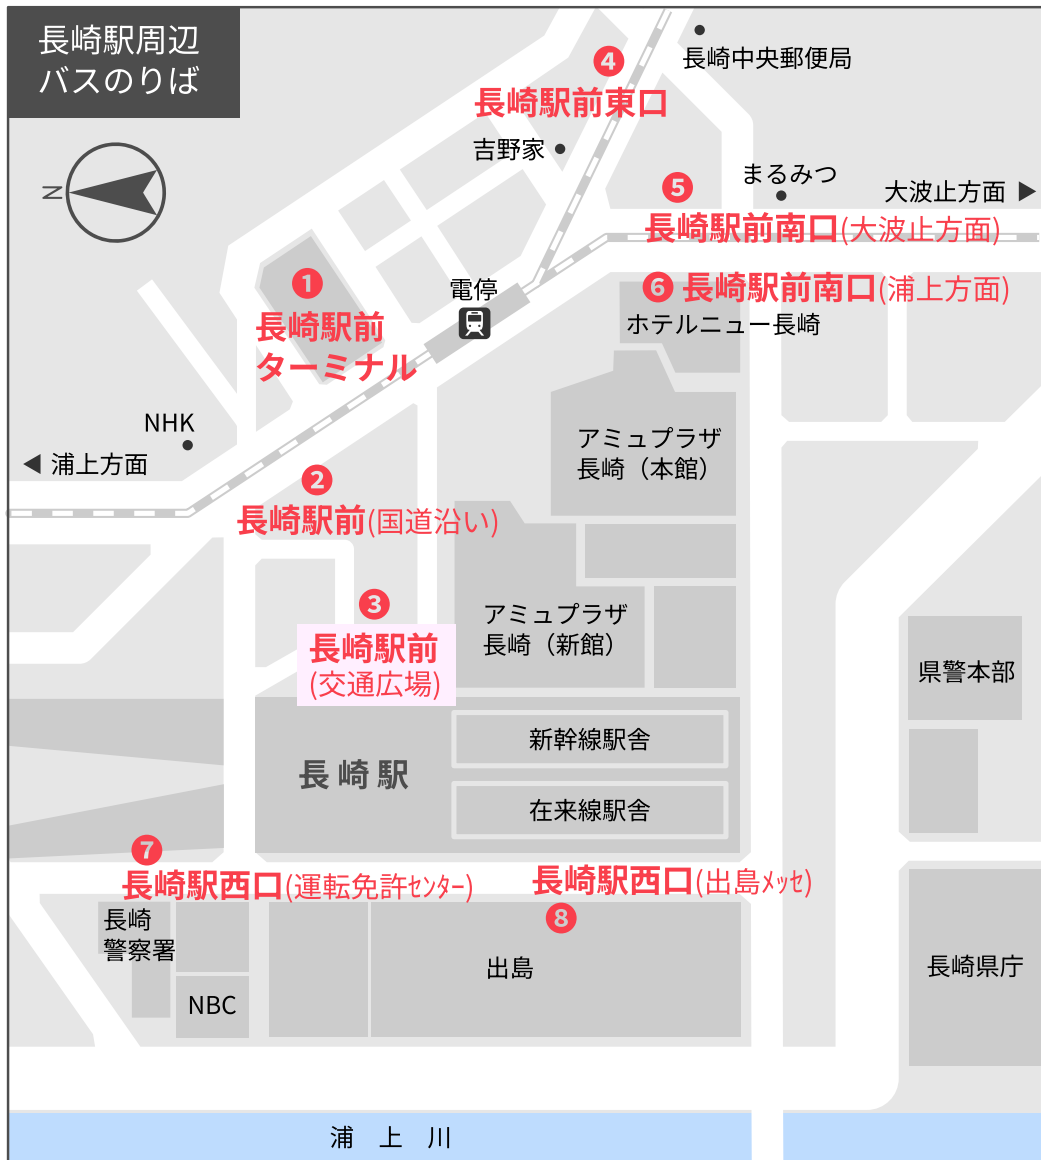 長崎駅周辺
バスのりば
N
❹
長崎駅前東口
長崎中央郵便局
吉野家
❺
まるみつ
大波止方面 ▶
長崎駅前南口(大波止方面)
❻ 長崎駅前南口(浦上方面)
ホテルニュー長崎
電停
❶
長崎駅前
ターミナル
NHK
◀ 浦上方面
❷
長崎駅前(国道沿い)
アミュプラザ
長崎（本館）
❸
長崎駅前
(交通広場)
アミュプラザ
長崎（新館）
県警本部
長崎駅
新幹線駅舎
在来線駅舎
❼
長崎駅西口(運転免許ｾﾝﾀｰ)
長崎駅西口(出島ﾒｯｾ)
❽
長崎
警察署
NBC
出島
長崎県庁
浦上川